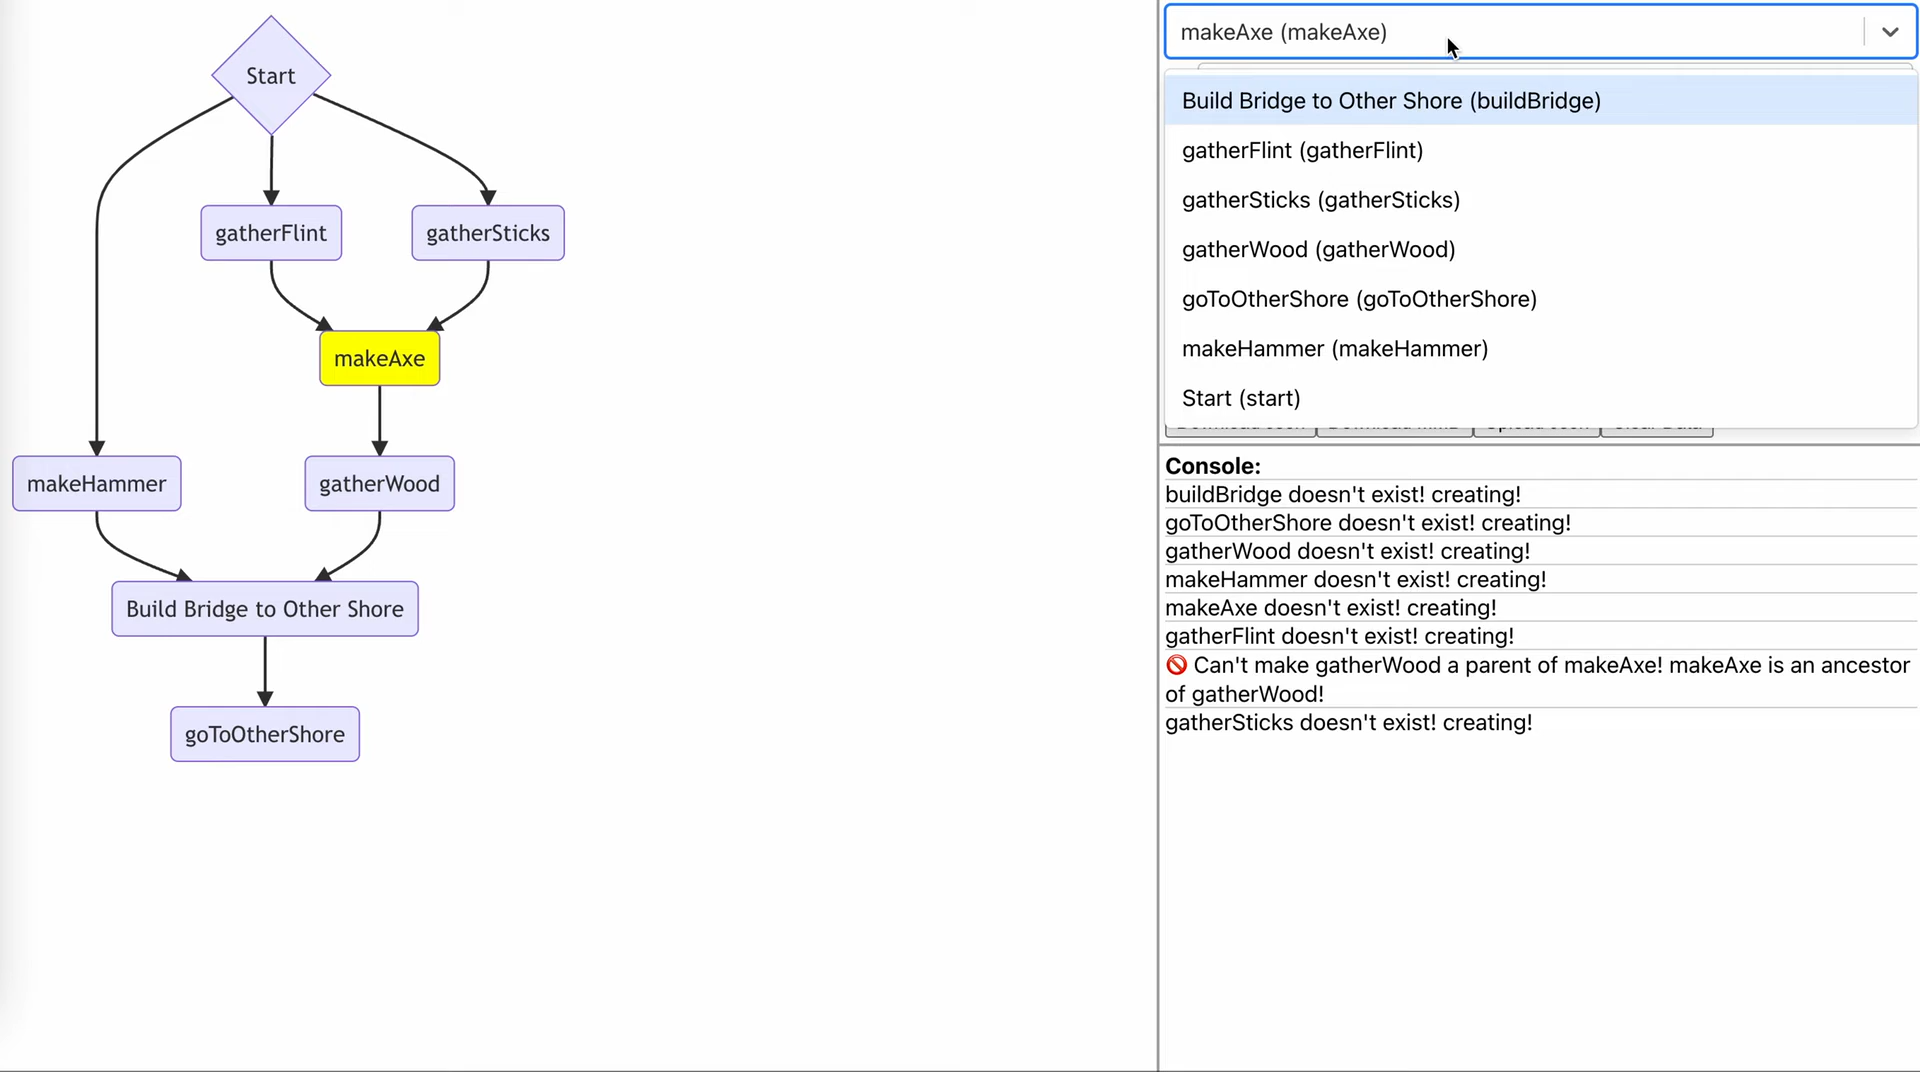 Start
gatherFlint
gatherSticks
makeAxe
makeHammer
gatherWood
Build Bridge to Other Shore
goToOtherShore
makeAxe (makeAxe)
Build Bridge to Other Shore (buildBridge)
gatherFlint (gatherFlint)
gatherSticks (gatherSticks)
gatherWood (gatherWood)
goToOtherShore (goToOtherShore)
makeHammer (makeHammer)
Start (start)
Console:
buildBridge doesn't exist! creating!
goToOtherShore doesn't exist! creating!
gatherWood doesn't exist! creating!
makeHammer doesn't exist! creating!
makeAxe doesn't exist! creating!
gatherFlint doesn't exist! creating!
🚫 Can't make gatherWood a parent of makeAxe! makeAxe is an ancestor
of gatherWood!
gatherSticks doesn't exist! creating!